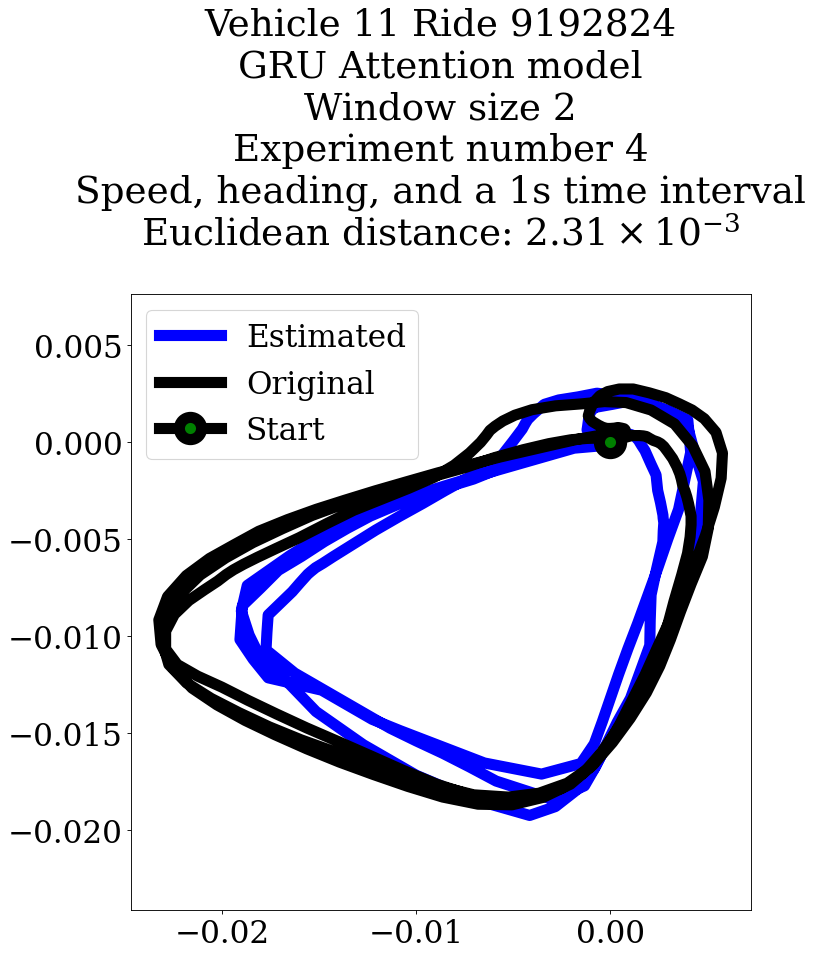 Vehicle 11 Ride 9192824
GRU Attention model
Window size 2
Experiment number 4
Speed, heading, and a 1s time interval
Euclidean distance: 2.31 × 10⁻³
Estimated
Original
Start
0.005
0.000
−0.005
−0.010
−0.015
−0.020
−0.02 −0.01 0.00